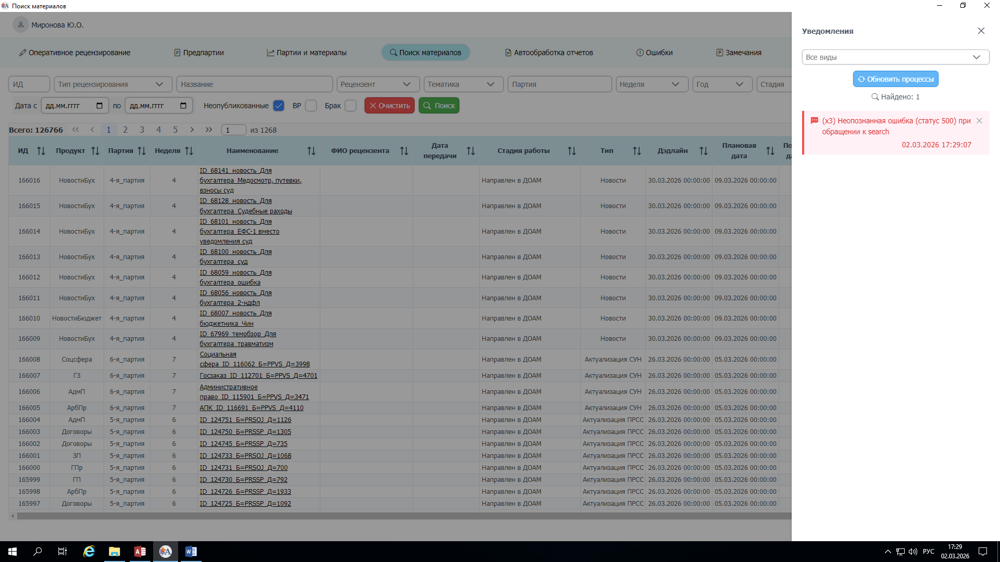 Поиск материалов
Миронова Ю.О.
Оперативное рецензирование Предпартии Партии и материалы Поиск материалов Автообработка отчетов Ошибки Замечания
ИД Тип рецензирования Название Рецензент Тематика Партия Неделя Год Стадия
Дата с дд.мм.гггг по дд.мм.гггг Неопубликованные ВР Брак Очистить Поиск
Всего: 126766 1 2 3 4 5 1 из 1268
ИД Продукт Партия Неделя Наименование ФИО рецензента Дата передачи Стадия работы Тип Дэдлайн Плановая дата
166016 НовостиБух 4-я_партия 4 ID_68141_новость_Для бухгалтера_Медосмотр, путевки, взносы суд Направлен в ДОАМ Новости 30.03.2026 00:00:00 09.03.2026 00:00:00
166015 НовостиБух 4-я_партия 4 ID_68128_новость_Для бухгалтера_Судебные раходы Направлен в ДОАМ Новости 30.03.2026 00:00:00 09.03.2026 00:00:00
166014 НовостиБух 4-я_партия 4 ID_68101_новость_Для бухгалтера_ЕФС-1 вместо уведомления суд Направлен в ДОАМ Новости 30.03.2026 00:00:00 09.03.2026 00:00:00
166013 НовостиБух 4-я_партия 4 ID_68100_новость_Для бухгалтера_суд Направлен в ДОАМ Новости 30.03.2026 00:00:00 09.03.2026 00:00:00
166012 НовостиБух 4-я_партия 4 ID_68059_новость_Для бухгалтера_ошибка Направлен в ДОАМ Новости 30.03.2026 00:00:00 09.03.2026 00:00:00
166011 НовостиБух 4-я_партия 4 ID_68056_новость_Для бухгалтера_2-ндфл Направлен в ДОАМ Новости 30.03.2026 00:00:00 09.03.2026 00:00:00
166010 НовостиБюджет 4-я_партия 4 ID_68007_новость_Для бюджетника_Чин Направлен в ДОАМ Новости 30.03.2026 00:00:00 09.03.2026 00:00:00
166009 НовостиБух 4-я_партия 4 ID_67969_темобзор_Для бухгалтера_травматизм Направлен в ДОАМ Новости 30.03.2026 00:00:00 09.03.2026 00:00:00
166008 Соцсфера 6-я_партия 7 Социальная сфера_ID_116062_Б=PPVS_Д=3998 Направлен в ДОАМ Актуализация СУН 26.03.2026 00:00:00 05.03.2026 00:00:00
166007 ГЗ 6-я_партия 7 Госзаказ_ID_112701_Б=PPVS_Д=4701 Направлен в ДОАМ Актуализация СУН 26.03.2026 00:00:00 05.03.2026 00:00:00
166006 АдмП 6-я_партия 7 Административное право_ID_115901_Б=PPVS_Д=3471 Направлен в ДОАМ Актуализация СУН 26.03.2026 00:00:00 05.03.2026 00:00:00
166005 АрбПр 6-я_партия 7 АПК_ID_116691_Б=PPVS_Д=4110 Направлен в ДОАМ Актуализация СУН 26.03.2026 00:00:00 05.03.2026 00:00:00
166004 АдмП 5-я_партия 6 ID_124751_Б=PRSOJ_Д=1126 Направлен в ДОАМ Актуализация ПРСС 26.03.2026 00:00:00 05.03.2026 00:00:00
166003 Договоры 5-я_партия 6 ID_124750_Б=PRSSP_Д=1305 Направлен в ДОАМ Актуализация ПРСС 26.03.2026 00:00:00 05.03.2026 00:00:00
166002 Договоры 5-я_партия 6 ID_124745_Б=PRSSP_Д=735 Направлен в ДОАМ Актуализация ПРСС 26.03.2026 00:00:00 05.03.2026 00:00:00
166001 ЗП 5-я_партия 6 ID_124733_Б=PRSOJ_Д=1068 Направлен в ДОАМ Актуализация ПРСС 26.03.2026 00:00:00 05.03.2026 00:00:00
166000 ГПр 5-я_партия 6 ID_124731_Б=PRSOJ_Д=700 Направлен в ДОАМ Актуализация ПРСС 26.03.2026 00:00:00 05.03.2026 00:00:00
165999 ГП 5-я_партия 6 ID_124730_Б=PRSSP_Д=792 Направлен в ДОАМ Актуализация ПРСС 26.03.2026 00:00:00 05.03.2026 00:00:00
165998 АрбПр 5-я_партия 6 ID_124726_Б=PRSSP_Д=1933 Направлен в ДОАМ Актуализация ПРСС 26.03.2026 00:00:00 05.03.2026 00:00:00
165997 Договоры 5-я_партия 6 ID_124725_Б=PRSSP_Д=1092 Направлен в ДОАМ Актуализация ПРСС 26.03.2026 00:00:00 05.03.2026 00:00:00
Уведомления
Все виды
Обновить процессы
Найдено: 1
(x3) Неопознанная ошибка (статус 500) при
обращении к search
02.03.2026 17:29:07
РУС
17:29
02.03.2026